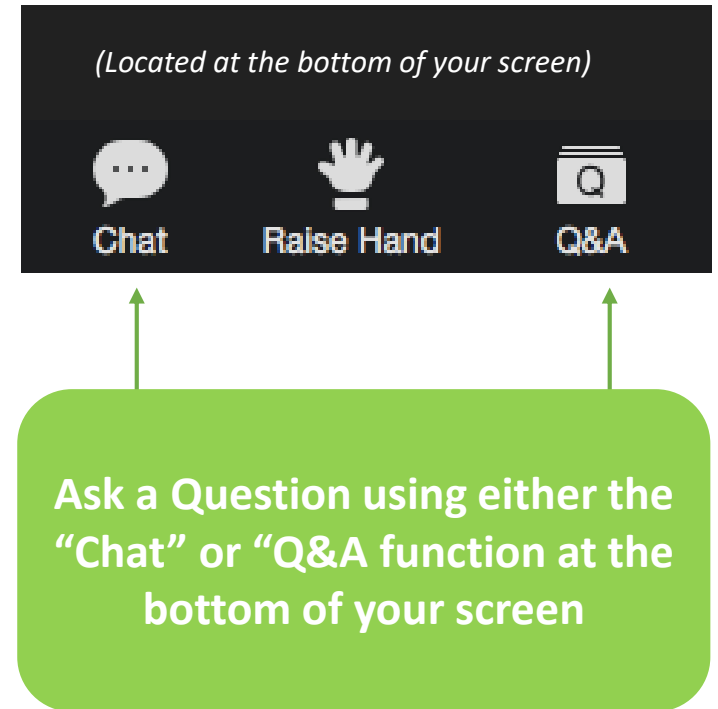 (Located at the bottom of your screen)
Q
Chat Raise Hand Q&A
Ask a Question using either the
“Chat” or “Q&A function at the
bottom of your screen